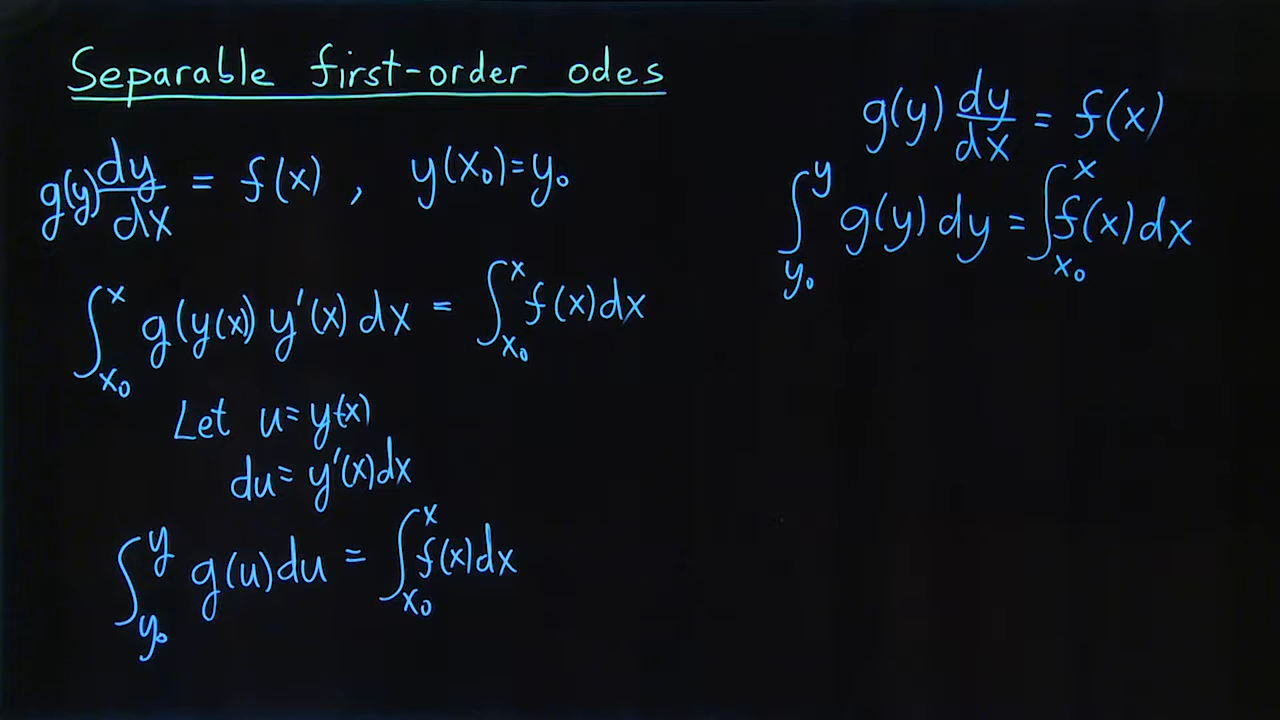 Separable first-order odes
g(y) dy/dx = f(x), y(x₀)=y₀
∫_{x₀}^{x} g(y(x)) y'(x) dx = ∫_{x₀}^{x} f(x)dx
Let u = y(x)
du = y'(x)dx
∫_{y₀}^{y} g(u)du = ∫_{x₀}^{x} f(x)dx
g(y) dy/dx = f(x)
∫_{y₀}^{y} g(y) dy = ∫_{x₀}^{x} f(x)dx